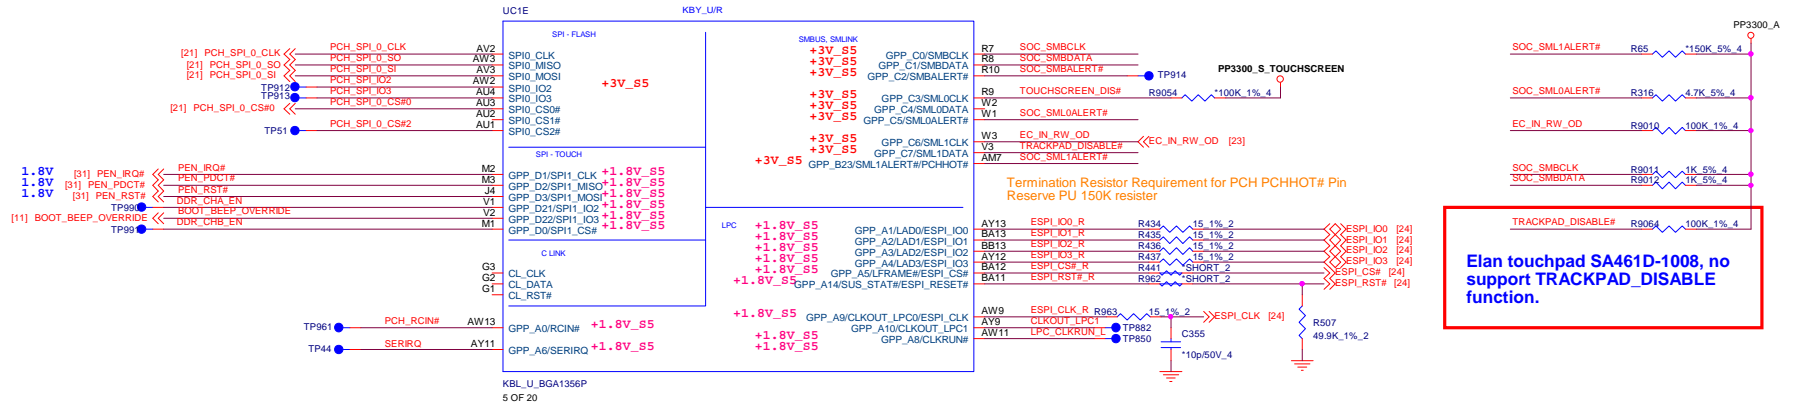 UC1E
KBY_U/R
SPI - FLASH
[21] PCH_SPI_0_CLK PCH_SPI_0_CLK AV2 SPI0_CLK
[21] PCH_SPI_0_SO PCH_SPI_0_SO AW3 SPI0_MISO
[21] PCH_SPI_0_SI PCH_SPI_0_SI AV3 SPI0_MOSI
TP912 PCH_SPI_IO2 AW2 SPI0_IO2
TP913 PCH_SPI_IO3 AU4 SPI0_IO3
[21] PCH_SPI_0_CS#0 PCH_SPI_0_CS#0 AU3 SPI0_CS0#
AU2 SPI0_CS1#
TP51 PCH_SPI_0_CS#2 AU1 SPI0_CS2#
+3V_S5
SPI - TOUCH
1.8V [31] PEN_IRQ# PEN_IRQ# M2 GPP_D1/SPI1_CLK +1.8V_S5
1.8V [31] PEN_PDCT# PEN_PDCT# M3 GPP_D2/SPI1_MISO +1.8V_S5
1.8V [31] PEN_RST# PEN_RST# J4 GPP_D3/SPI1_MOSI +1.8V_S5
TP990 DDR_CHA_EN V1 GPP_D21/SPI1_IO2 +1.8V_S5
[11] BOOT_BEEP_OVERRIDE BOOT_BEEP_OVERRIDE V2 GPP_D22/SPI1_IO3 +1.8V_S5
TP991 DDR_CHB_EN M1 GPP_D0/SPI1_CS# +1.8V_S5
C LINK
G3 CL_CLK
G2 CL_DATA
G1 CL_RST#
TP961 PCH_RCIN# AW13 GPP_A0/RCIN# +1.8V_S5
TP44 SERIRQ AY11 GPP_A6/SERIRQ +1.8V_S5
KBL_U_BGA1356P
5 OF 20
SMBUS, SMLINK
+3V_S5 GPP_C0/SMBCLK R7 SOC_SMBCLK
+3V_S5 GPP_C1/SMBDATA R8 SOC_SMBDATA
+3V_S5 GPP_C2/SMBALERT# R10 SOC_SMBALERT# TP914
PP3300_S_TOUCHSCREEN
+3V_S5 GPP_C3/SML0CLK R9 TOUCHSCREEN_DIS# R9054 *100K_1%_4
+3V_S5 GPP_C4/SML0DATA W2
+3V_S5 GPP_C5/SML0ALERT# W1 SOC_SML0ALERT#
+3V_S5 GPP_C6/SML1CLK W3 EC_IN_RW_OD EC_IN_RW_OD [23]
+3V_S5 GPP_C7/SML1DATA V3 TRACKPAD_DISABLE#
+3V_S5 GPP_B23/SML1ALERT#/PCHHOT# AM7 SOC_SML1ALERT#
Termination Resistor Requirement for PCH PCHHOT# Pin
Reserve PU 150K resister
LPC
+1.8V_S5 GPP_A1/LAD0/ESPI_IO0 AY13 ESPI_IO0_R R434 15_1%_2 ESPI_IO0 [24]
+1.8V_S5 GPP_A2/LAD1/ESPI_IO1 BA13 ESPI_IO1_R R435 15_1%_2 ESPI_IO1 [24]
+1.8V_S5 GPP_A3/LAD2/ESPI_IO2 BB13 ESPI_IO2_R R436 15_1%_2 ESPI_IO2 [24]
+1.8V_S5 GPP_A4/LAD3/ESPI_IO3 AY12 ESPI_IO3_R R437 15_1%_2 ESPI_IO3 [24]
+1.8V_S5 GPP_A5/LFRAME#/ESPI_CS# BA12 ESPI_CS#_R R441 *SHORT_2 ESPI_CS# [24]
+1.8V_S5 GPP_A14/SUS_STAT#/ESPI_RESET# BA11 ESPI_RST#_R R962 *SHORT_2 ESPI_RST# [24]
+1.8V_S5 GPP_A9/CLKOUT_LPC0/ESPI_CLK AW9 ESPI_CLK_R R963 15_1%_2 ESPI_CLK [24]
+1.8V_S5 GPP_A10/CLKOUT_LPC1 AY9 CLKOUT_LPC1 TP882
+1.8V_S5 GPP_A8/CLKRUN# AW11 LPC_CLKRUN_L TP850
C355
*10p/50V_4
R507
49.9K_1%_2
PP3300_A
SOC_SML1ALERT# R65 *150K_5%_4
SOC_SML0ALERT# R316 4.7K_5%_4
EC_IN_RW_OD R9010 100K_1%_4
SOC_SMBCLK R9011 1K_5%_4
SOC_SMBDATA R9012 1K_5%_4
TRACKPAD_DISABLE# R9064 100K_1%_4
Elan touchpad SA461D-1008, no
support TRACKPAD_DISABLE
function.